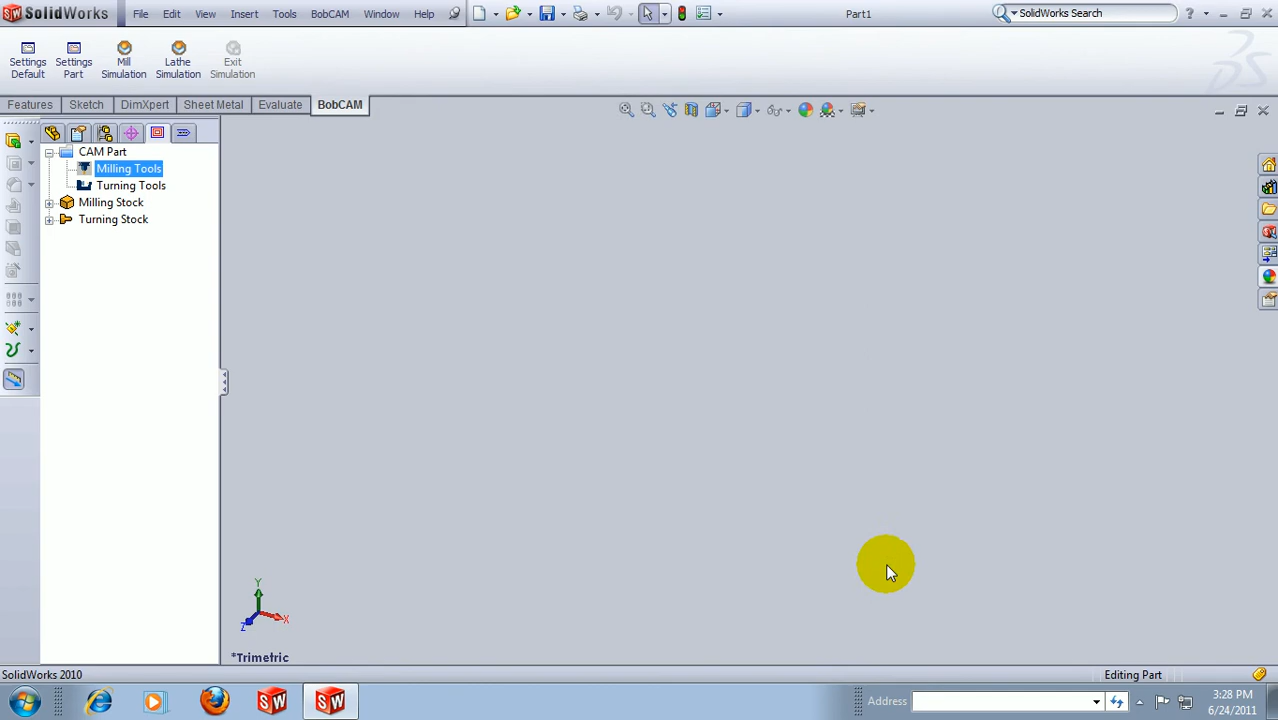 SolidWorks File Edit View Insert Tools BobCAM Window Help Part1 SolidWorks Search ?
Settings Default Settings Part Mill Simulation Lathe Simulation Exit Simulation
Features Sketch DimXpert Sheet Metal Evaluate BobCAM
CAM Part
Milling Tools
Turning Tools
Milling Stock
Turning Stock
Y
X
Z
*Trimetric
SolidWorks 2010 Editing Part
SW SW Address 3:28 PM
6/24/2011